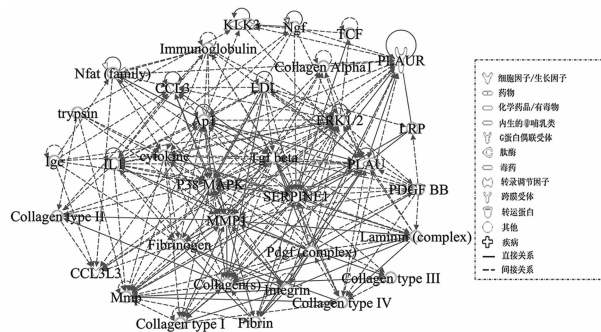 KLK3
Ngf
TCF
Immunoglobulin
PLAUR
Nfat (family)
Collagen Alpha1
CCL3
LDL
trypsin
Ap1
ERK1/2
LRP
Ige
IL1
cytokine
Tgf beta
PLAU
P38 MAPK
SERPINE1
PDGF BB
Collagen type II
MMP1
Fibrinogen
Pdgf (complex)
Laminin (complex)
CCL3L3
Collagen(s)
Integrin
Collagen type III
Mmp
Collagen type IV
Collagen type I
Fibrin
细胞因子/生长因子
药物
化学药品/有毒物
内生的非哺乳类
G蛋白偶联受体
肽酶
毒药
转录调节因子
跨膜受体
转运蛋白
其他
疾病
直接关系
间接关系